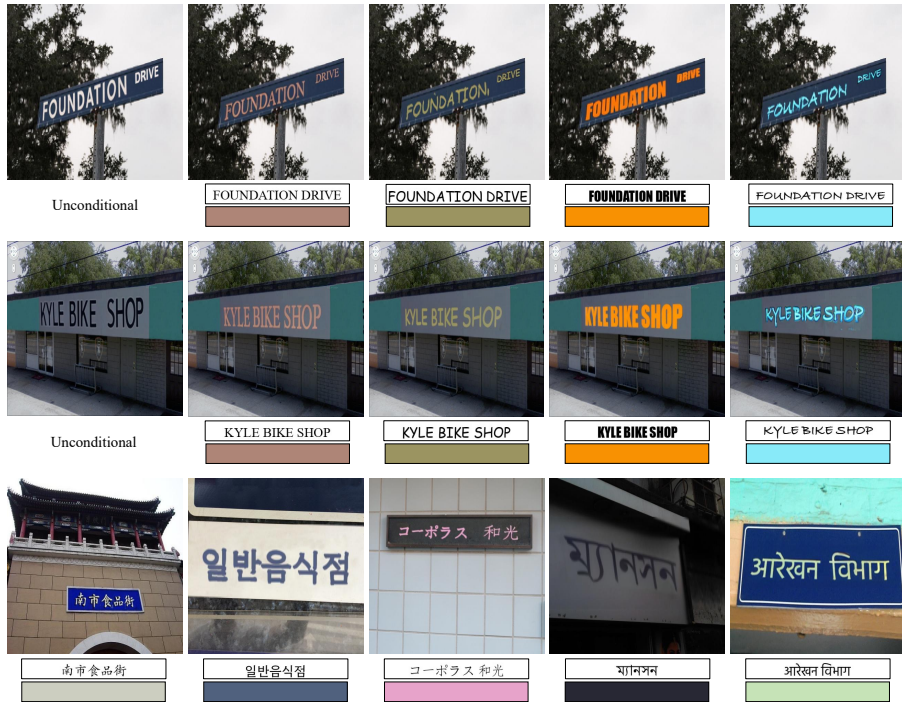 FOUNDATION DRIVE
FOUNDATION DRIVE
FOUNDATION, DRIVE
FOUNDATION DRIVE
FOUNDATION DRIVE
Unconditional
FOUNDATION DRIVE
FOUNDATION DRIVE
FOUNDATION DRIVE
FOUNDATION DRIVE
KYLE BIKE SHOP
KYLE BIKE SHOP
KYLE BIKE SHOP
KYLE BIKE SHOP
KYLE BIKE SHOP
Unconditional
KYLE BIKE SHOP
KYLE BIKE SHOP
KYLE BIKE SHOP
KYLE BIKE SHOP
南市食品街
일반음식점
コーポラス 和光
ম্যানসন
आरेखन विभाग
南市食品街
일반음식점
コーポラス 和光
ম্যানসন
आरेखन विभाग